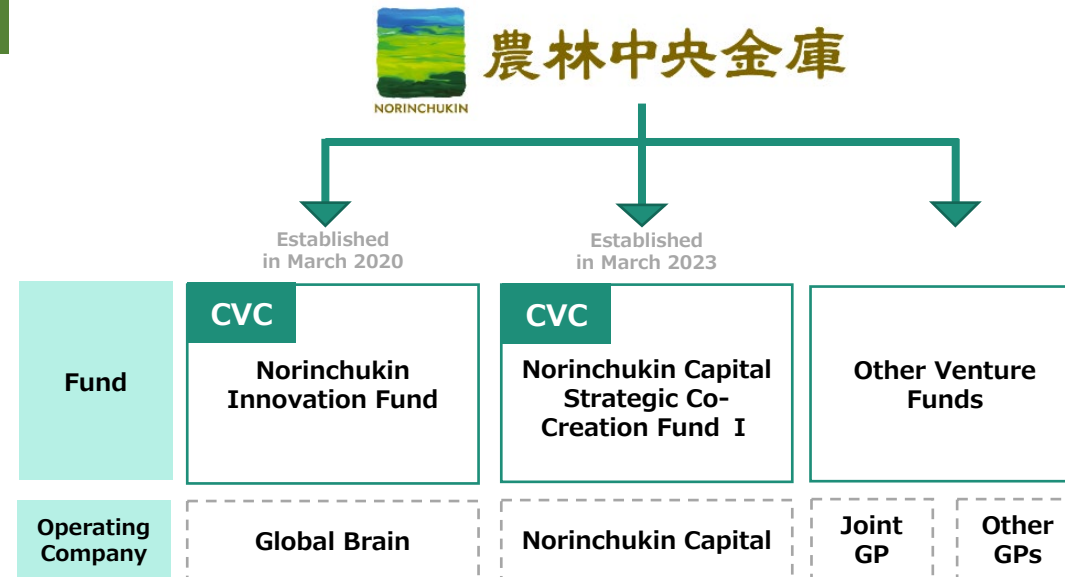 農林中央金庫
NORINCHUKIN
Established
in March 2020
Established
in March 2023
Fund
CVC
Norinchukin
Innovation Fund
CVC
Norinchukin Capital
Strategic Co-
Creation Fund Ⅰ
Other Venture
Funds
Operating
Company
Global Brain
Norinchukin Capital
Joint
GP
Other
GPs